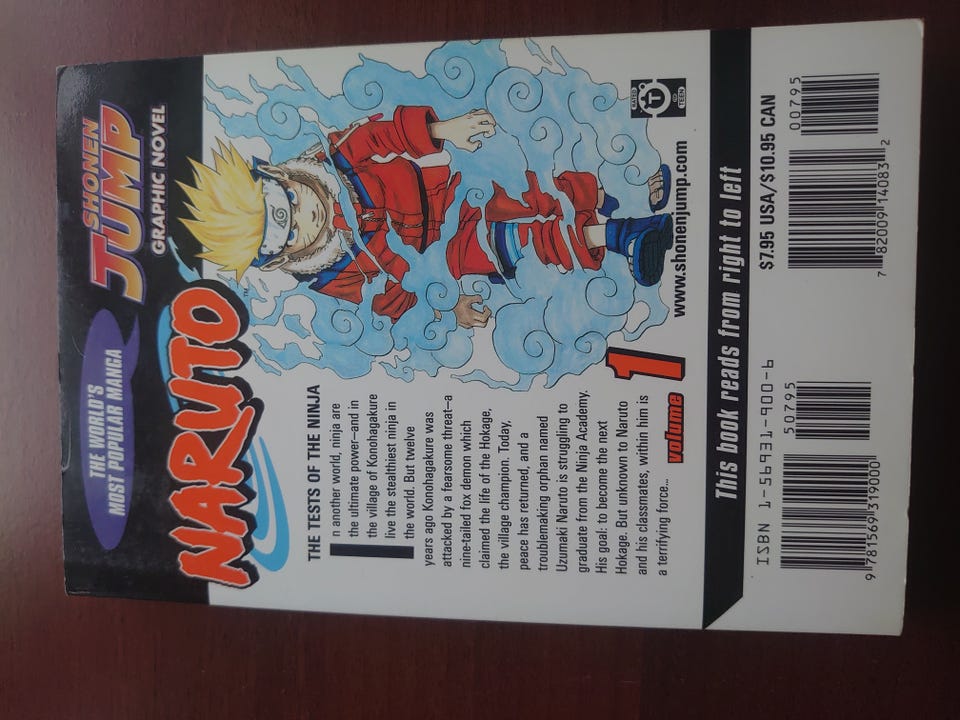 THE WORLD'S
MOST POPULAR MANGA
SHONEN
JUMP
GRAPHIC NOVEL
NARUTO™
THE TESTS OF THE NINJA
In another world, ninja are
the ultimate power—and in
the village of Konohagakure
live the stealthiest ninja in
the world. But twelve
years ago Konohagakure was
attacked by a fearsome threat—a
nine-tailed fox demon which
claimed the life of the Hokage,
the village champion. Today,
peace has returned, and a
troublemaking orphan named
Uzumaki Naruto is struggling to
graduate from the Ninja Academy.
His goal: to become the next
Hokage. But unknown to Naruto
and his classmates, within him is
a terrifying force...
volume 1
RATED
T
TEEN
www.shonenjump.com
This book reads from right to left
ISBN 1-56931-900-6
50795
9 781569 319000
$7.95 USA/$10.95 CAN
00795
7 82009 14083 2